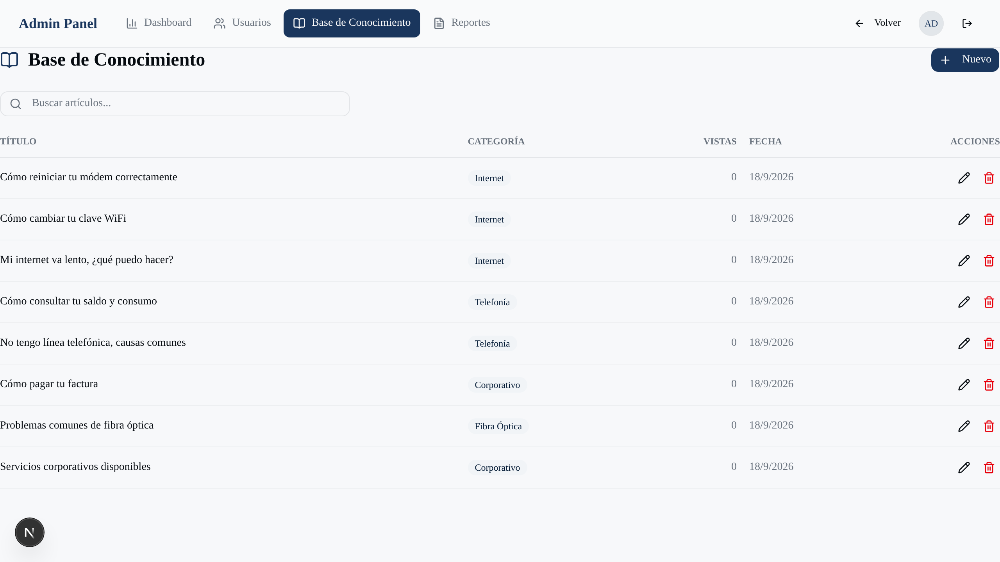 Admin Panel Dashboard Usuarios Base de Conocimiento Reportes Volver AD
Base de Conocimiento Nuevo
Buscar artículos...
TÍTULO CATEGORÍA VISTAS FECHA ACCIONES
Cómo reiniciar tu módem correctamente Internet 0 18/9/2026
Cómo cambiar tu clave WiFi Internet 0 18/9/2026
Mi internet va lento, ¿qué puedo hacer? Internet 0 18/9/2026
Cómo consultar tu saldo y consumo Telefonía 0 18/9/2026
No tengo línea telefónica, causas comunes Telefonía 0 18/9/2026
Cómo pagar tu factura Corporativo 0 18/9/2026
Problemas comunes de fibra óptica Fibra Óptica 0 18/9/2026
Servicios corporativos disponibles Corporativo 0 18/9/2026
N